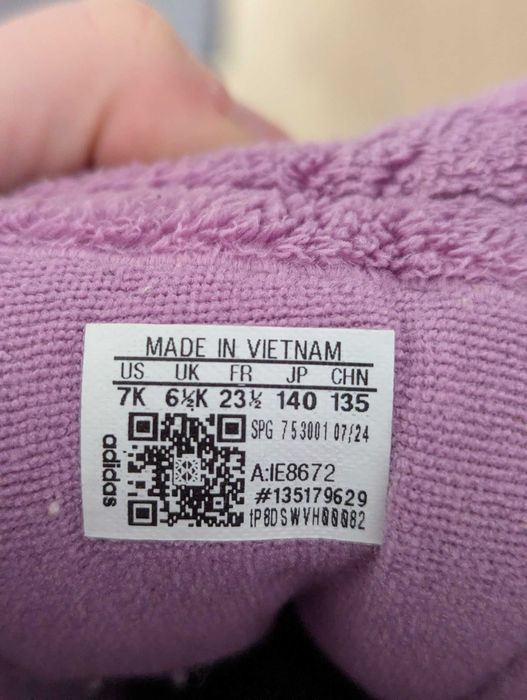 MADE IN VIETNAM
US UK FR JP CHN
7K 6½K 23½ 140 135
adidas
SPG 753001 07/24
A:IE8672
#135179629
1P8DSWVH00082